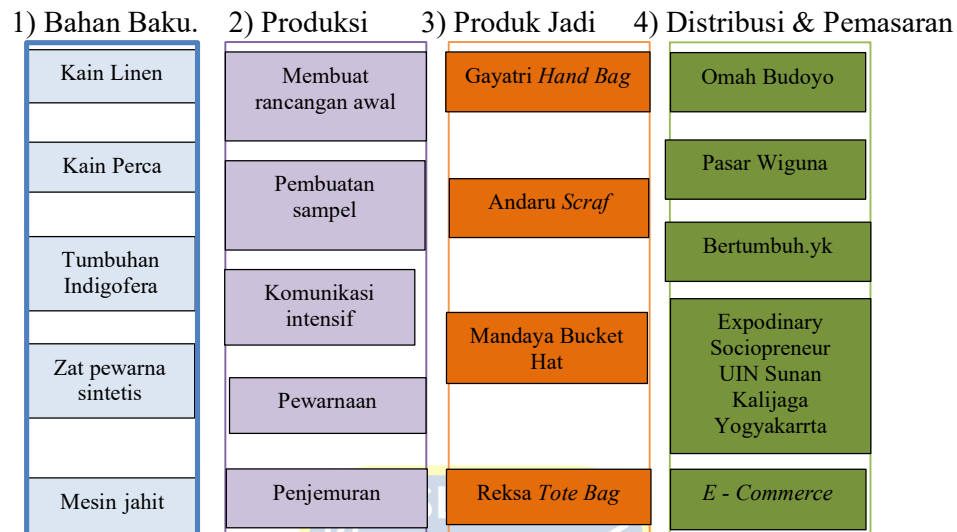 1) Bahan Baku.
2) Produksi
3) Produk Jadi
4) Distribusi & Pemasaran
Kain Linen
Kain Perca
Tumbuhan
Indigofera
Zat pewarna
sintetis
Mesin jahit
Membuat
rancangan awal
Pembuatan
sampel
Komunikasi
intensif
Pewarnaan
Penjemuran
Gayatri Hand Bag
Andaru Scraf
Mandaya Bucket
Hat
Reksa Tote Bag
Omah Budoyo
Pasar Wiguna
Bertumbuh.yk
Expodinary
Sociopreneur
UIN Sunan
Kalijaga
Yogyakarrta
E - Commerce